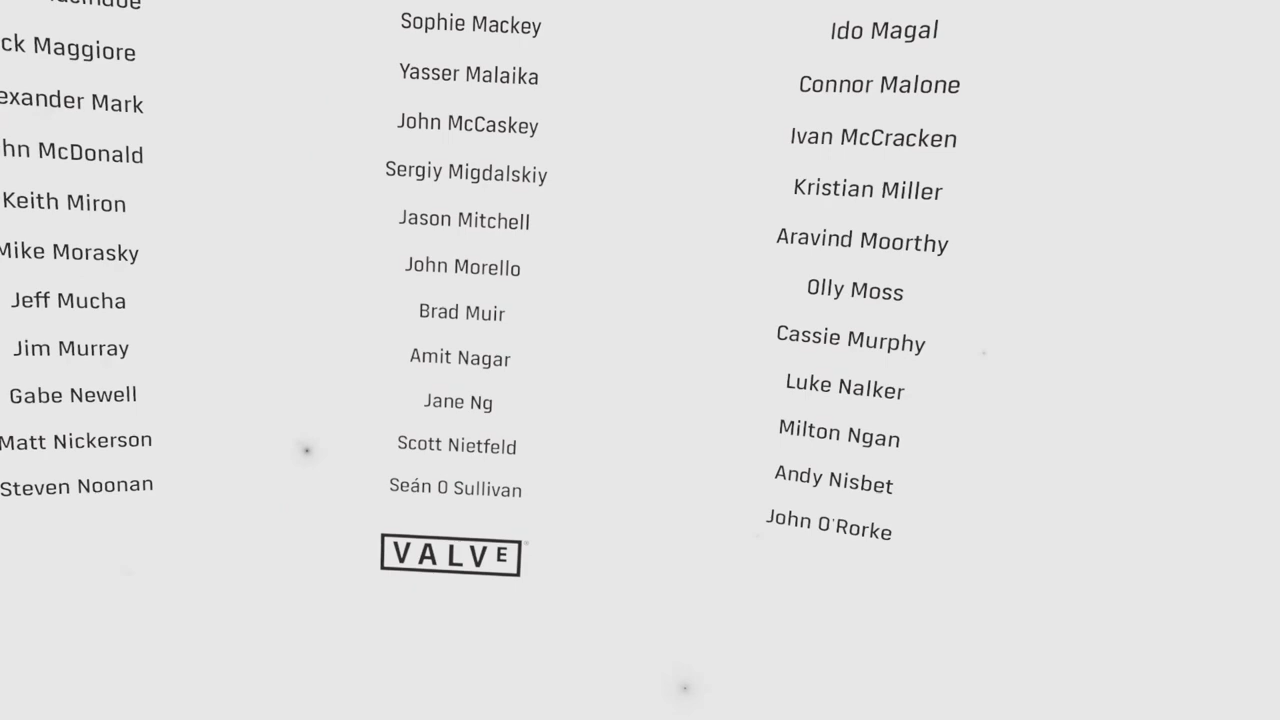 ck Maggiore
exander Mark
hn McDonald
Keith Miron
Mike Morasky
Jeff Mucha
Jim Murray
Gabe Newell
Matt Nickerson
Steven Noonan
Sophie Mackey
Yasser Malaika
John McCaskey
Sergiy Migdalskiy
Jason Mitchell
John Morello
Brad Muir
Amit Nagar
Jane Ng
Scott Nietfeld
Seán O Sullivan
VALVE
Ido Magal
Connor Malone
Ivan McCracken
Kristian Miller
Aravind Moorthy
Olly Moss
Cassie Murphy
Luke Nalker
Milton Ngan
Andy Nisbet
John O'Rorke